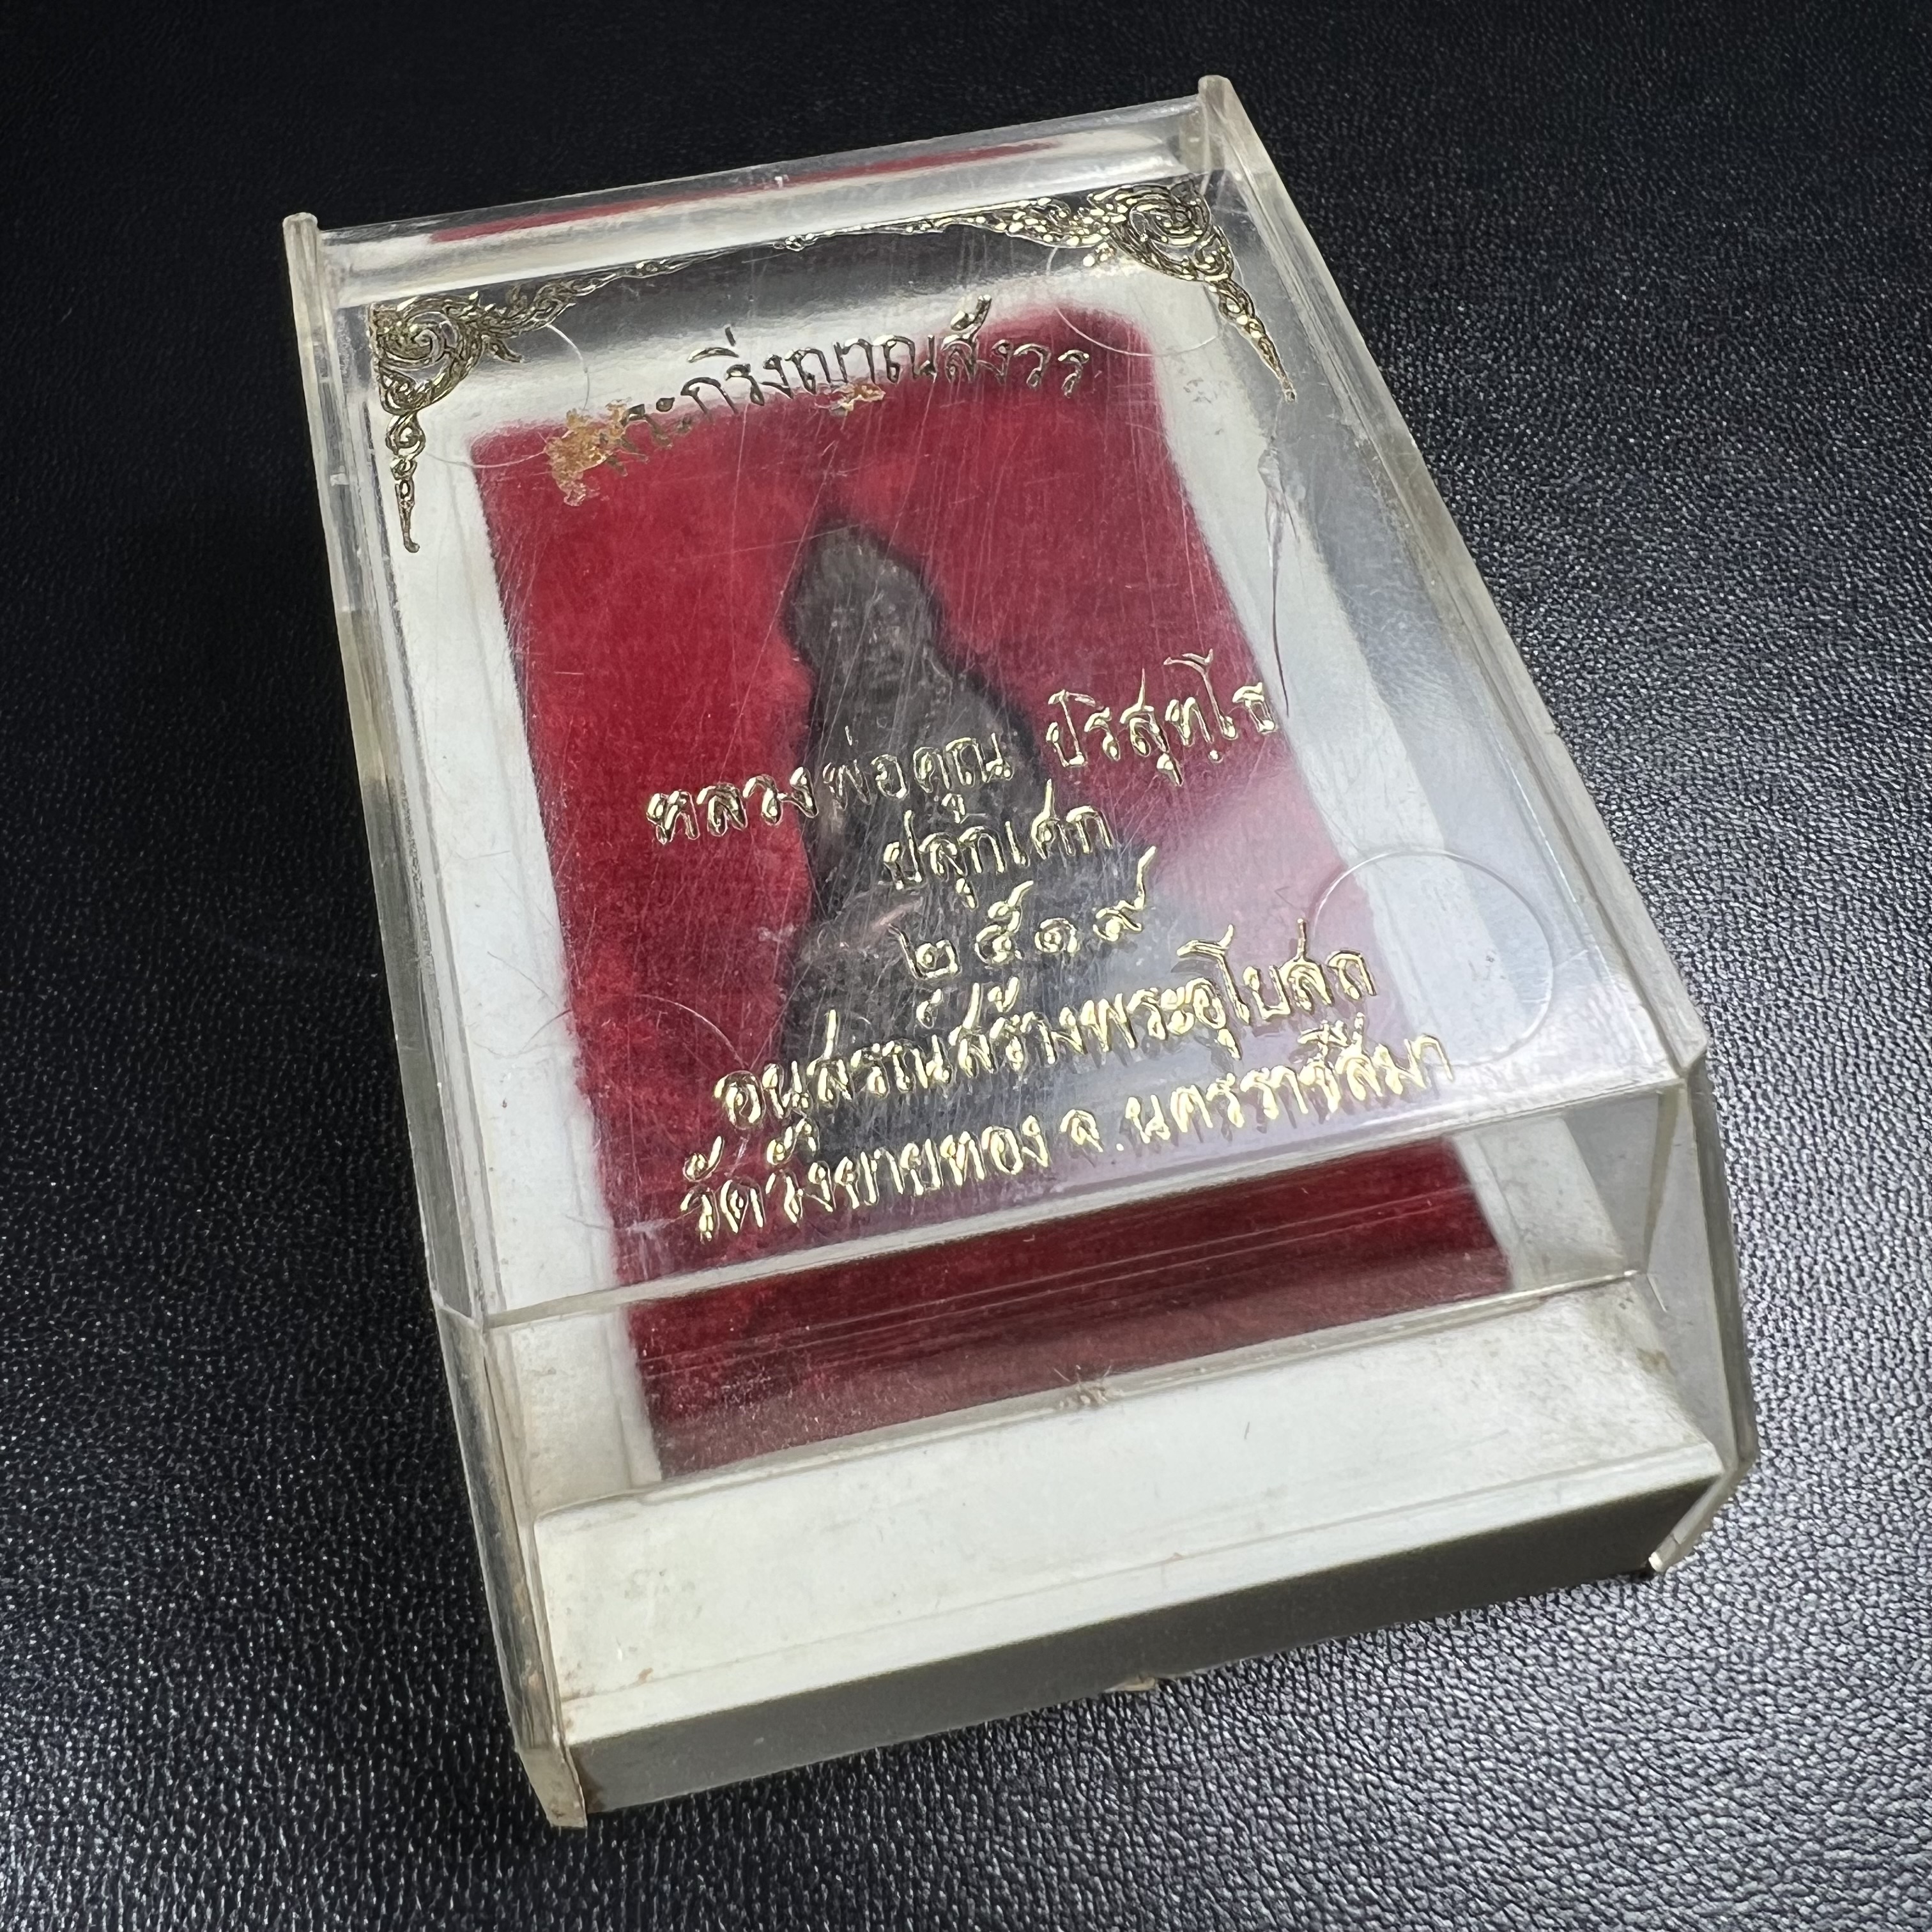 พระกริ่งญาณสังวร
หลวงพ่อคูณ ปริสุทฺโธ
ปลุกเศก
๒๕๑๙
อนุสรณ์สร้างพระอุโบสถ
วัดวังยายทอง จ.นครราชสีมา